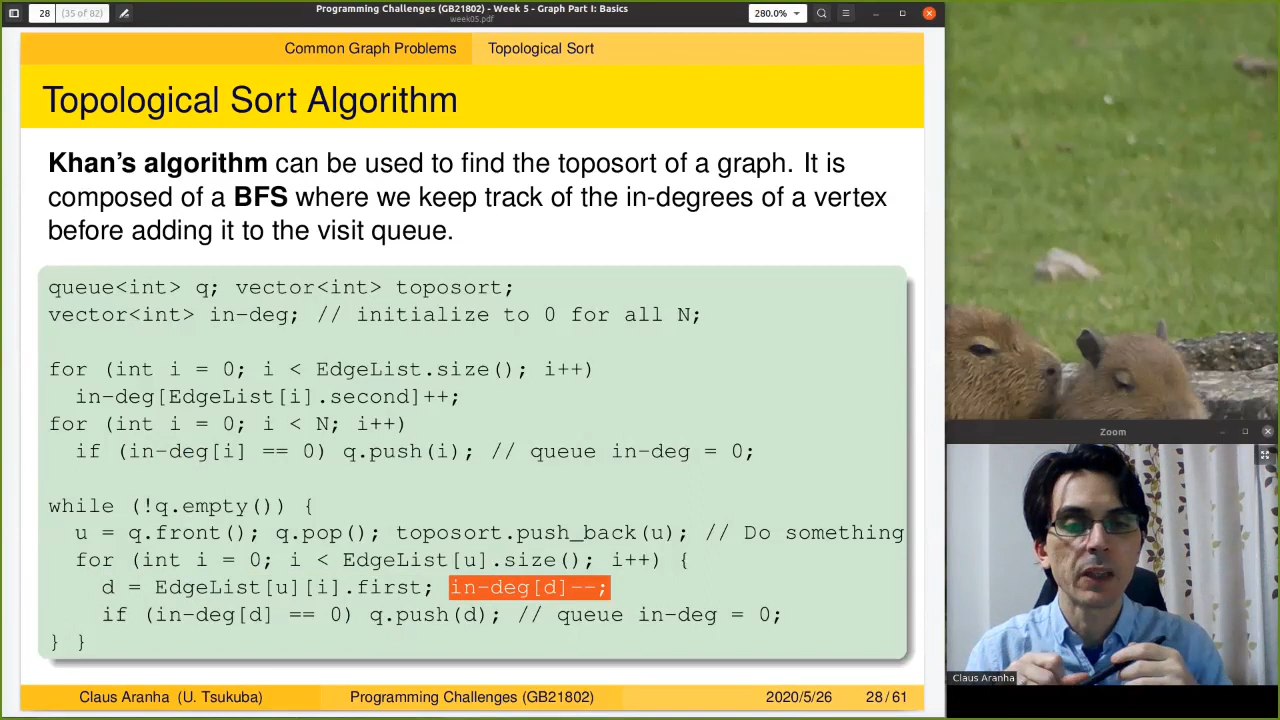 28 (35 of 82)
Programming Challenges (GB21802) - Week 5 - Graph Part I: Basics
week05.pdf
280.0%
Common Graph Problems Topological Sort
Topological Sort Algorithm
Khan's algorithm can be used to find the toposort of a graph. It is
composed of a BFS where we keep track of the in-degrees of a vertex
before adding it to the visit queue.
queue<int> q; vector<int> toposort;
vector<int> in-deg; // initialize to 0 for all N;
for (int i = 0; i < EdgeList.size(); i++)
in-deg[EdgeList[i].second]++;
for (int i = 0; i < N; i++)
if (in-deg[i] == 0) q.push(i); // queue in-deg = 0;
while (!q.empty()) {
u = q.front(); q.pop(); toposort.push_back(u); // Do something
for (int i = 0; i < EdgeList[u].size(); i++) {
d = EdgeList[u][i].first; in-deg[d]--;
if (in-deg[d] == 0) q.push(d); // queue in-deg = 0;
} }
Claus Aranha (U. Tsukuba) Programming Challenges (GB21802) 2020/5/26 28/61
Zoom
Claus Aranha